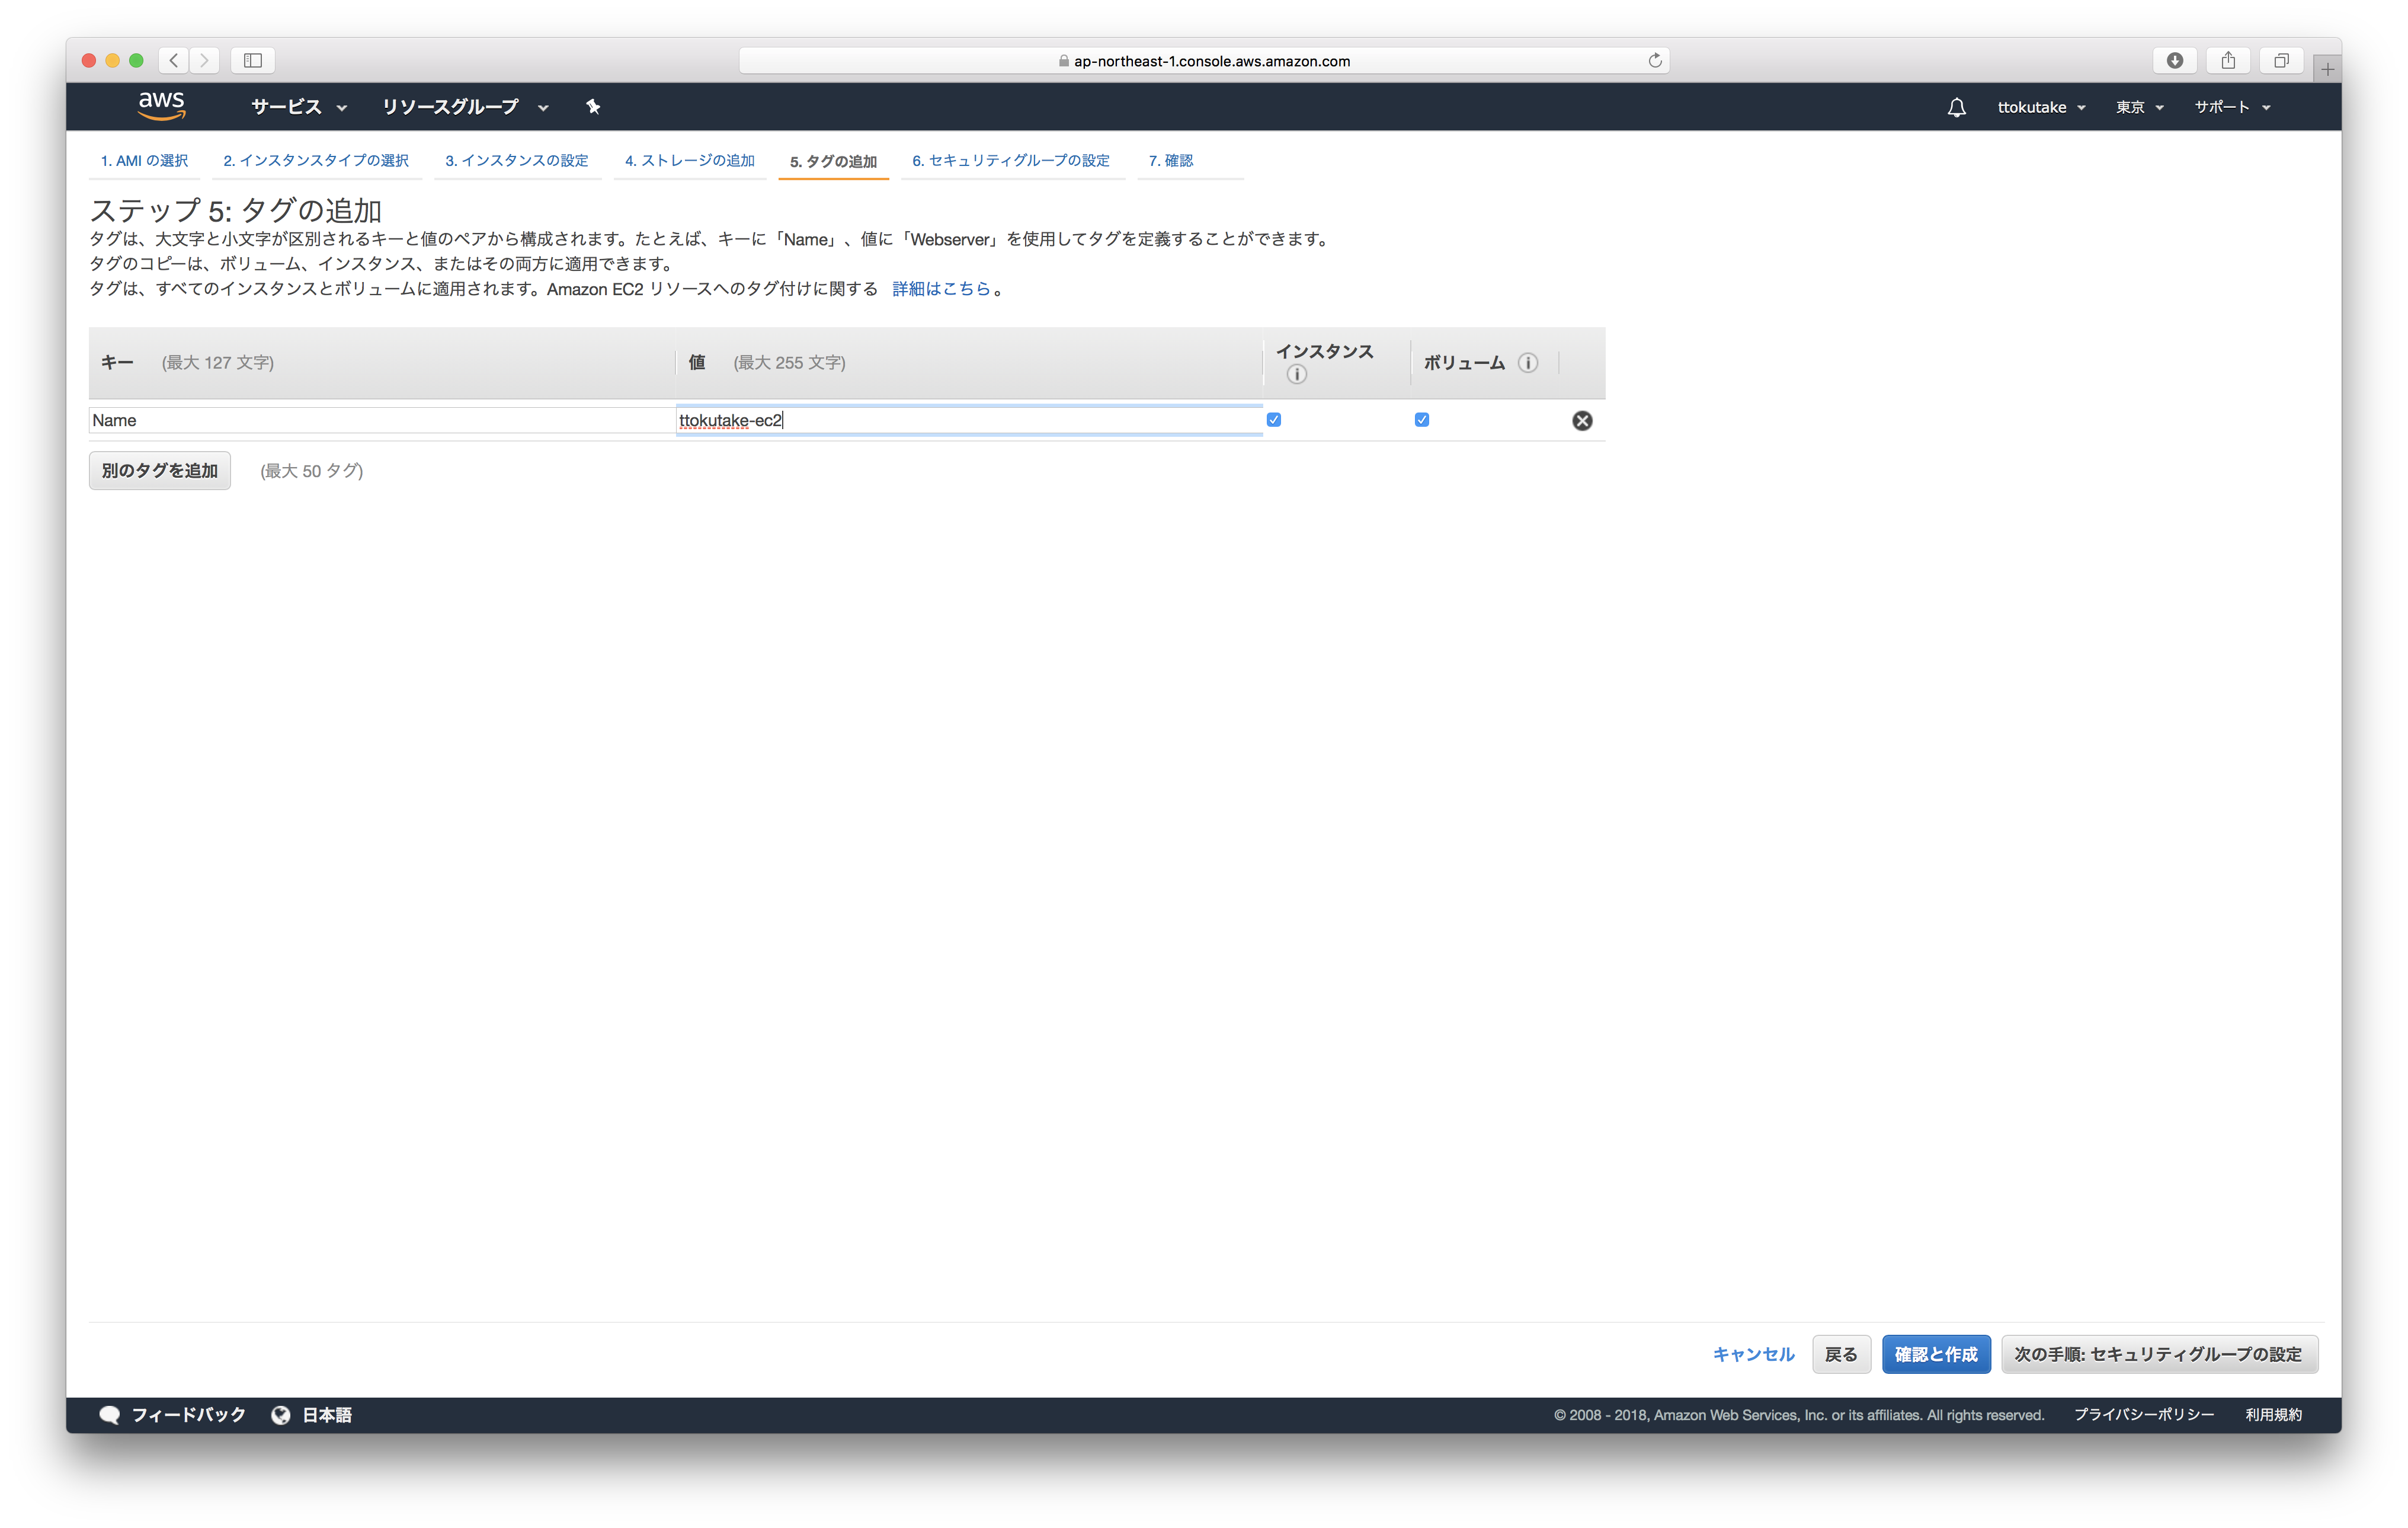 ap-northeast-1.console.aws.amazon.com
aws サービス リソースグループ ttokutake 東京 サポート
1. AMI の選択 2. インスタンスタイプの選択 3. インスタンスの設定 4. ストレージの追加 5. タグの追加 6. セキュリティグループの設定 7. 確認
ステップ 5: タグの追加
タグは、大文字と小文字が区別されるキーと値のペアから構成されます。たとえば、キーに「Name」、値に「Webserver」を使用してタグを定義することができます。
タグのコピーは、ボリューム、インスタンス、またはその両方に適用できます。
タグは、すべてのインスタンスとボリュームに適用されます。Amazon EC2 リソースへのタグ付けに関する 詳細はこちら。
キー (最大 127 文字) 値 (最大 255 文字) インスタンス ボリューム
Name ttokutake-ec2
別のタグを追加 (最大 50 タグ)
キャンセル 戻る 確認と作成 次の手順: セキュリティグループの設定
フィードバック 日本語 © 2008 - 2018, Amazon Web Services, Inc. or its affiliates. All rights reserved. プライバシーポリシー 利用規約